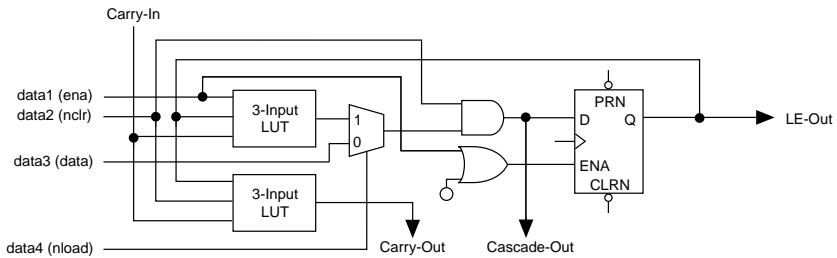 Carry-In
data1 (ena)
data2 (nclr)
3-Input
LUT
1
0
PRN
D
Q
LE-Out
data3 (data)
ENA
CLRN
3-Input
LUT
data4 (nload)
Carry-Out
Cascade-Out